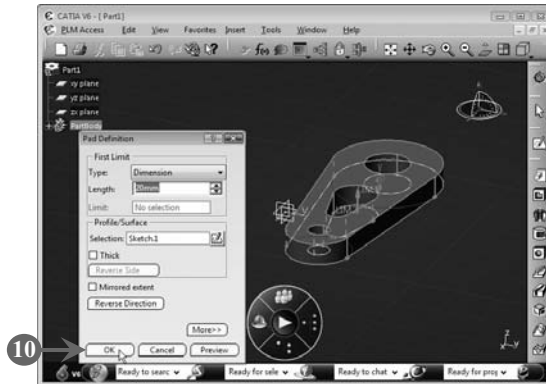 CATIA V6 - [ Part1]
PLM Access Edit View Favorites Insert Tools Window Help
Part1
xy plane
yz plane
zx plane
PartBody
Pad Definition
First Limit
Type: Dimension
Length: 20mm
Limit: No selection
Profile/Surface
Selection: Sketch.1
Thick
Reverse Side
Mirrored extent
Reverse Direction
More>>
10
OK Cancel Preview
V6 Ready to searc Ready for sele Ready to chat Ready for proj